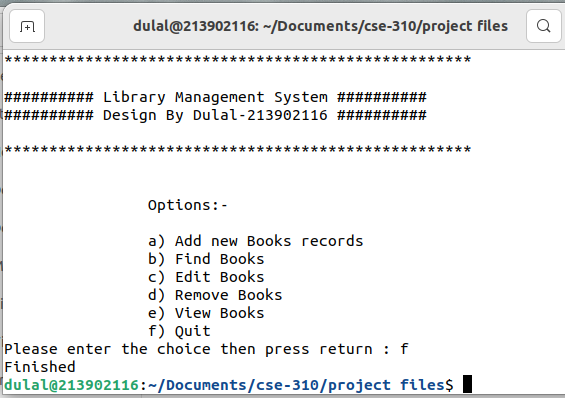 dulal@213902116: ~/Documents/cse-310/project files
****************************************************
########## Library Management System ##########
########## Design By Dulal-213902116 ##########
****************************************************
Options:-
a) Add new Books records
b) Find Books
c) Edit Books
d) Remove Books
e) View Books
f) Quit
Please enter the choice then press return : f
Finished
dulal@213902116:~/Documents/cse-310/project files$